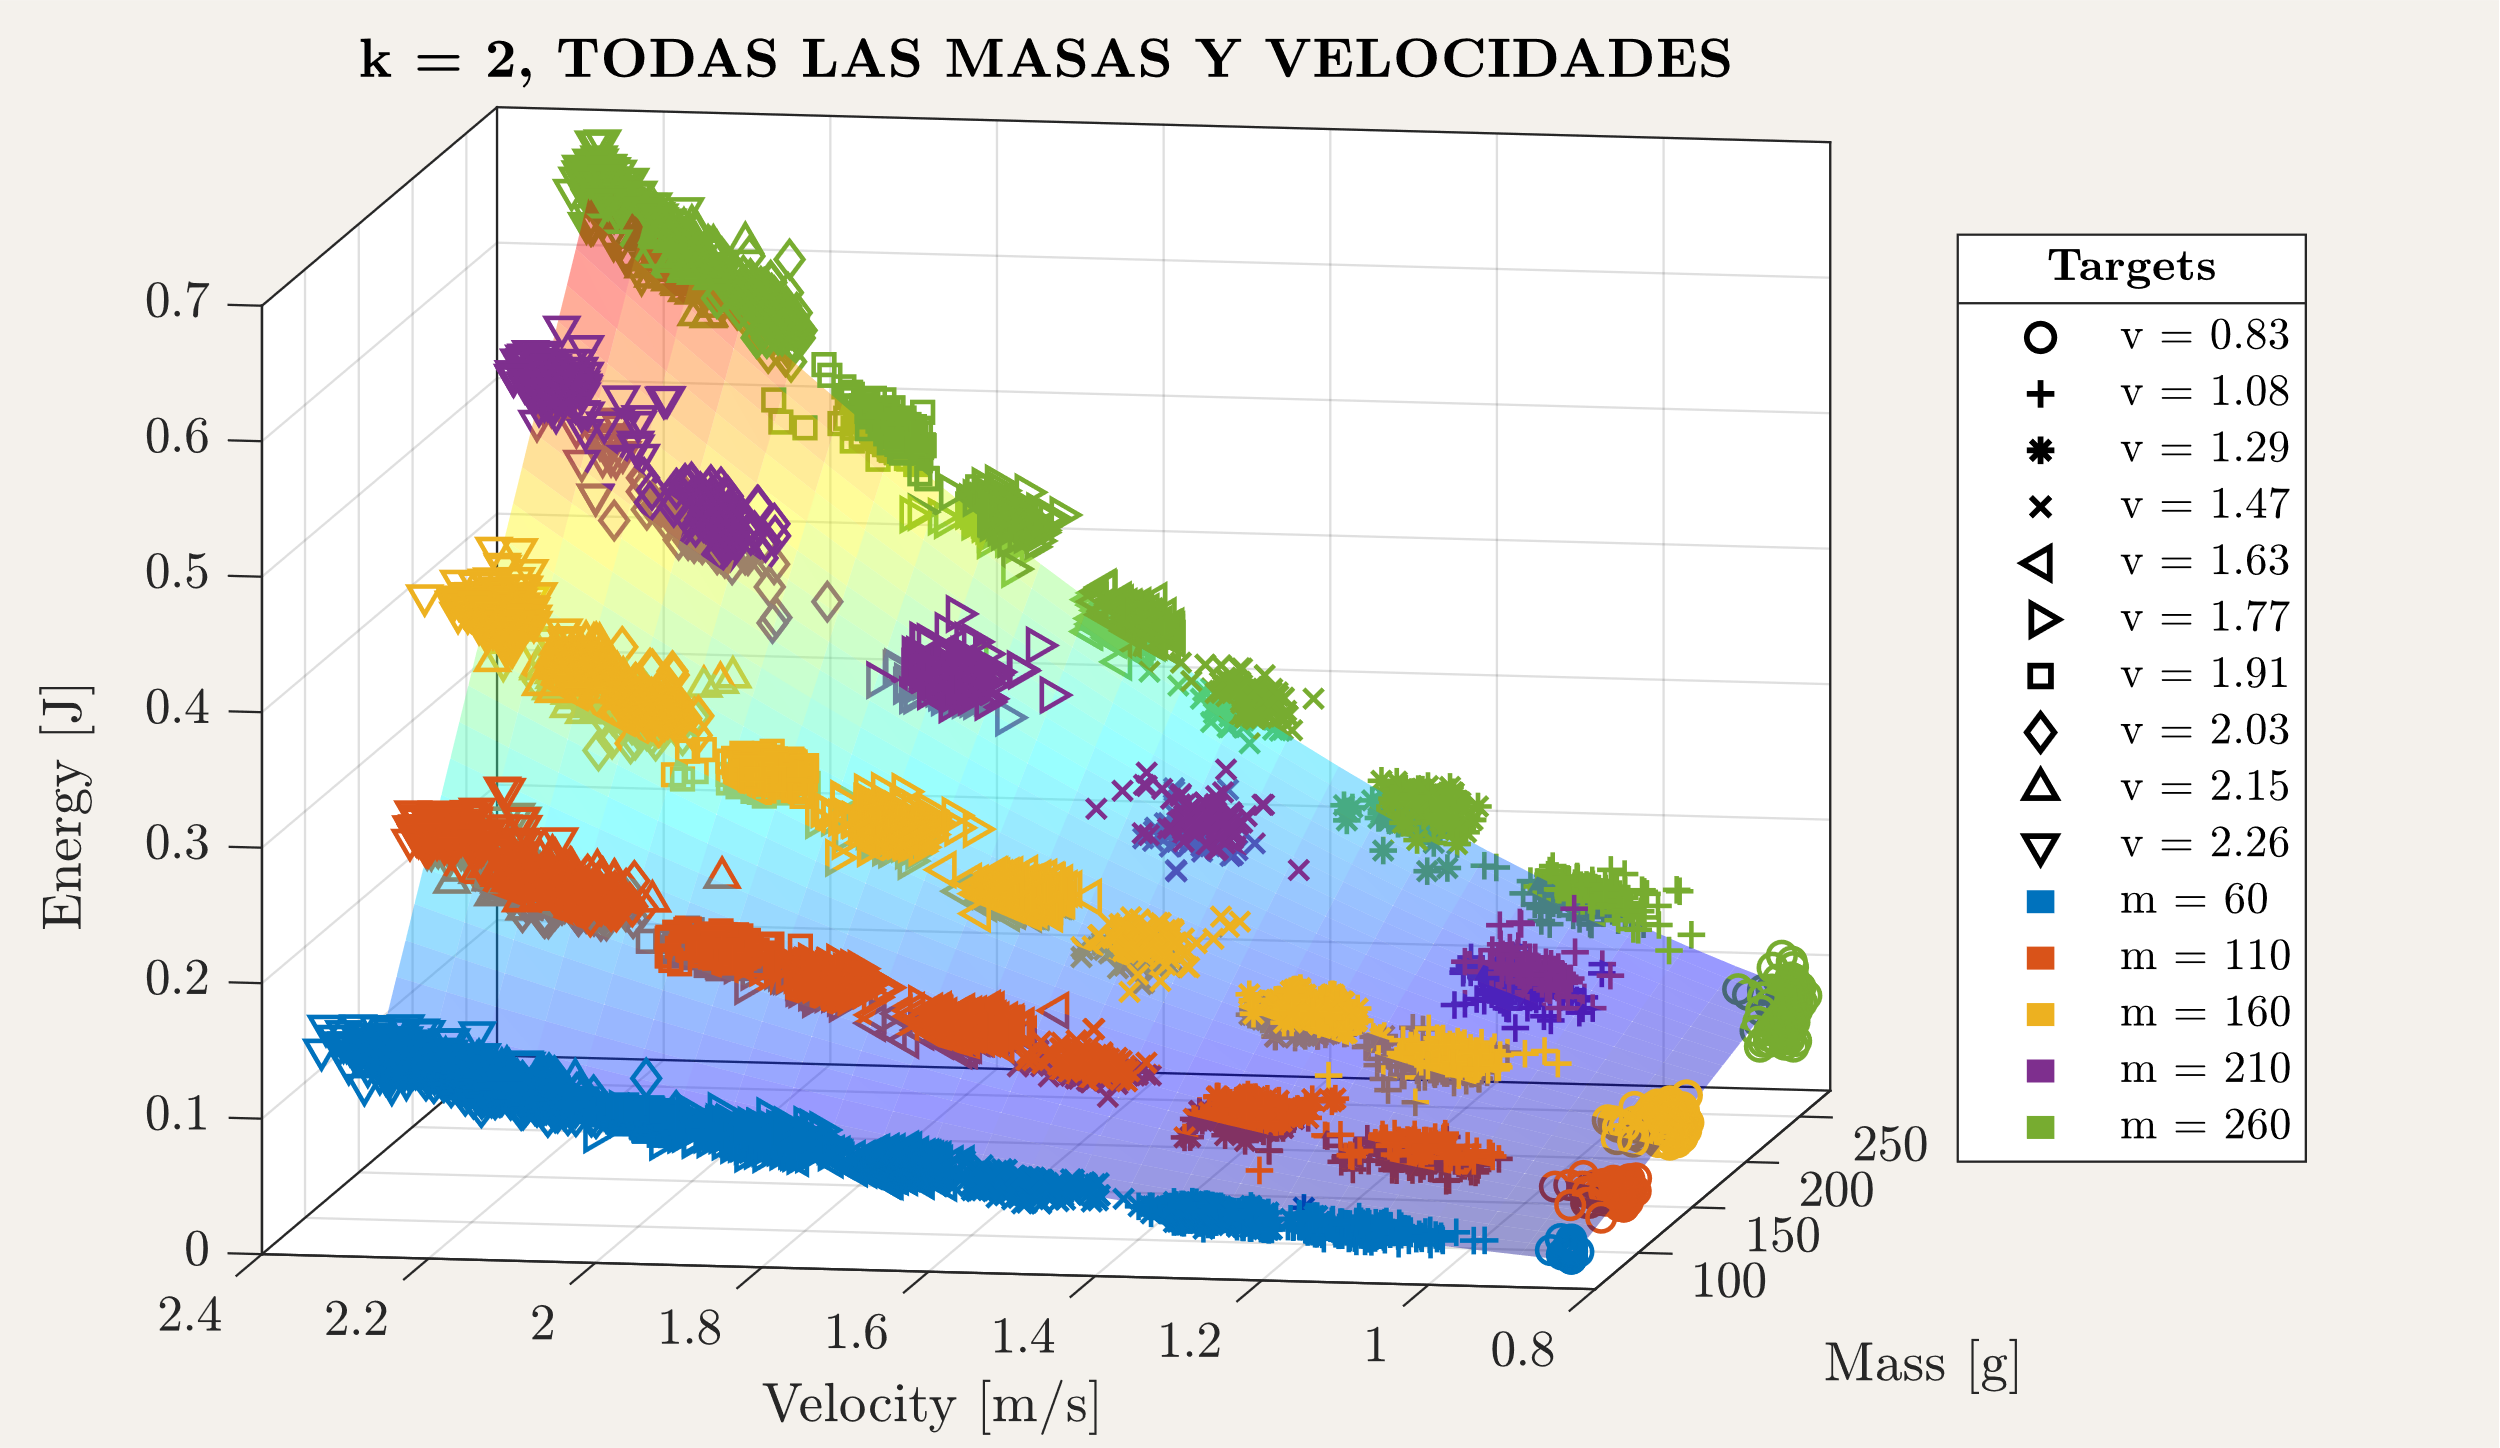 k = 2, TODAS LAS MASAS Y VELOCIDADES
0.7
0.6
0.5
0.4
0.3
0.2
0.1
0
Energy [J]
2.4
2.2
2
1.8
1.6
1.4
1.2
1
0.8
Velocity [m/s]
250
200
150
100
Mass [g]
Targets
v = 0.83
v = 1.08
v = 1.29
v = 1.47
v = 1.63
v = 1.77
v = 1.91
v = 2.03
v = 2.15
v = 2.26
m = 60
m = 110
m = 160
m = 210
m = 260